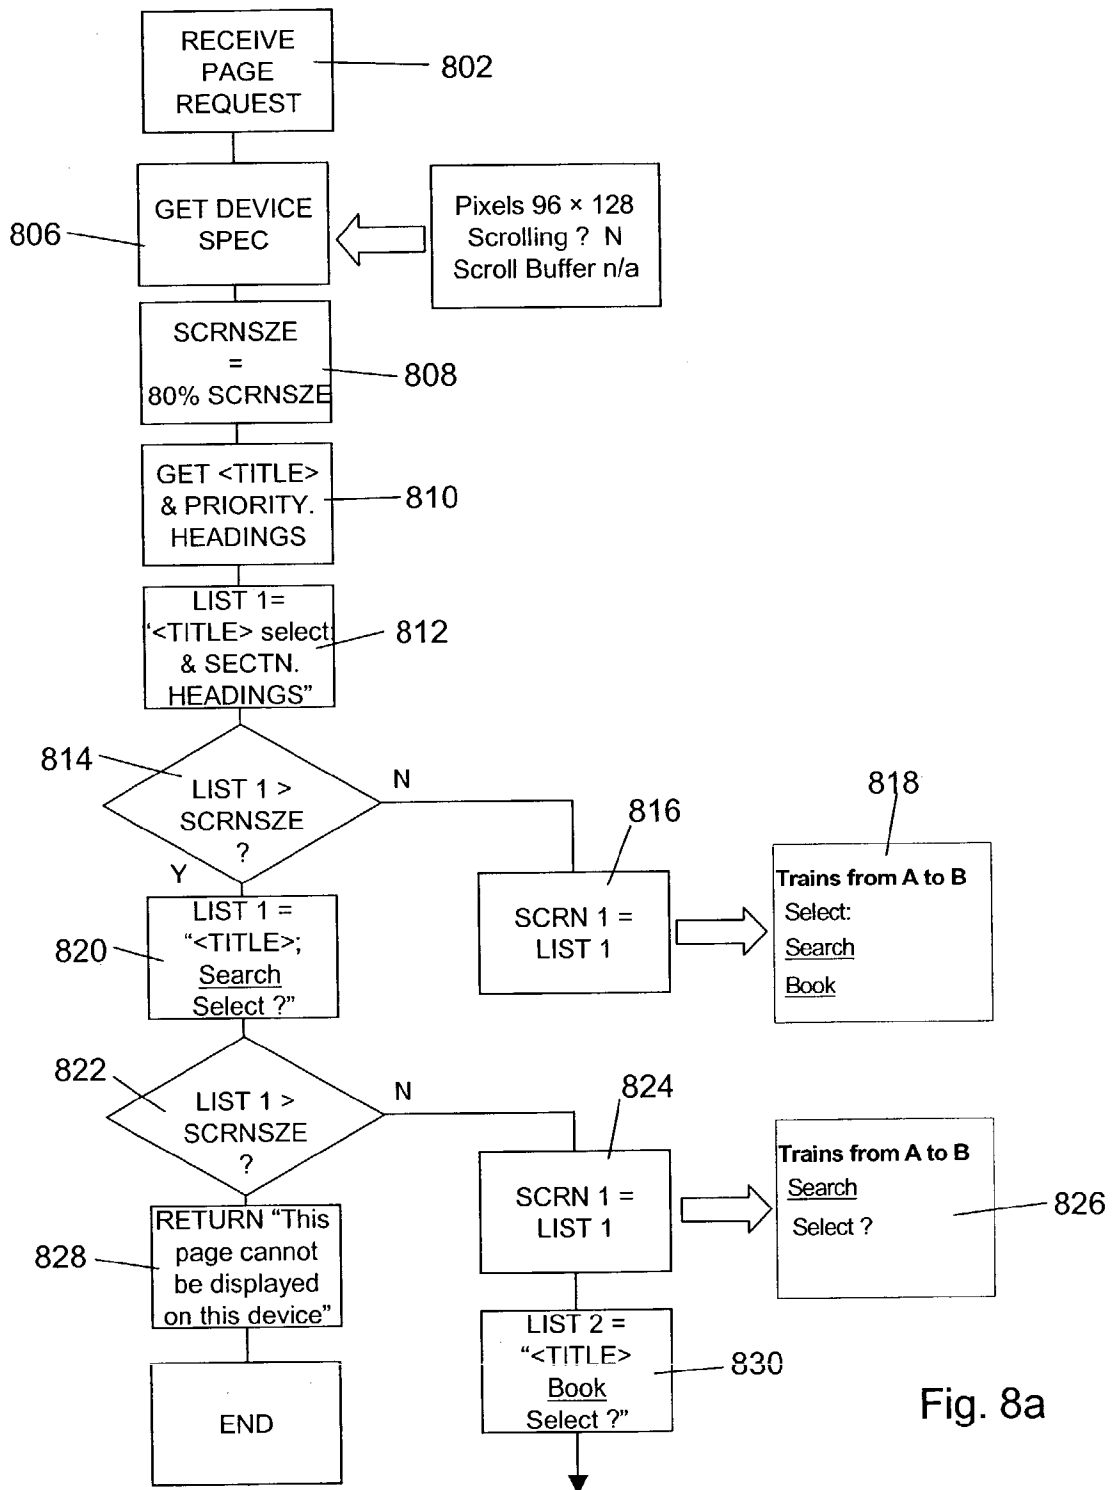 RECEIVE
PAGE
REQUEST
802
GET DEVICE
SPEC
806
Pixels 96 × 128
Scrolling ? N
Scroll Buffer n/a
SCRNSZE
=
80% SCRNSZE
808
GET <TITLE>
& PRIORITY.
HEADINGS
810
LIST 1=
‘<TITLE> select
& SECTN.
HEADINGS”
812
814
LIST 1 >
SCRNSZE
?
N
Y
816
SCRN 1 =
LIST 1
818
Trains from A to B
Select:
Search
Book
820
LIST 1 =
“<TITLE>;
Search
Select ?”
822
LIST 1 >
SCRNSZE
?
N
824
SCRN 1 =
LIST 1
Trains from A to B
Search
Select ?
826
828
RETURN “This
page cannot
be displayed
on this device”
LIST 2 =
“<TITLE>
Book
Select ?”
830
END
Fig. 8a